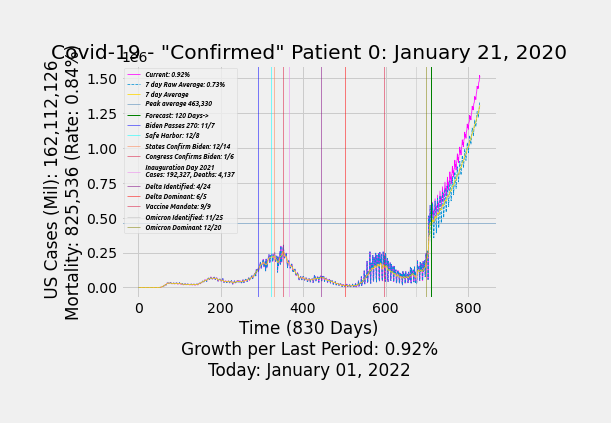 Covid-19 - "Confirmed" Patient 0: January 21, 2020
1e6
US Cases (Mil): 162,112,126
Mortality: 825,536 (Rate: 0.84%)
1.50
1.25
1.00
0.75
0.50
0.25
0.00
Current: 0.92%
7 day Raw Average: 0.73%
7 day Average
Peak average 463,330
Forecast: 120 Days->
Biden Passes 270: 11/7
Safe Harbor: 12/8
States Confirm Biden: 12/14
Congress Confirms Biden: 1/6
Inauguration Day 2021
Cases: 192,327, Deaths: 4,137
Delta Identified: 4/24
Delta Dominant: 6/5
Vaccine Mandate: 9/9
Omicron Identified: 11/25
Omicron Dominant 12/20
0 200 400 600 800
Time (830 Days)
Growth per Last Period: 0.92%
Today: January 01, 2022